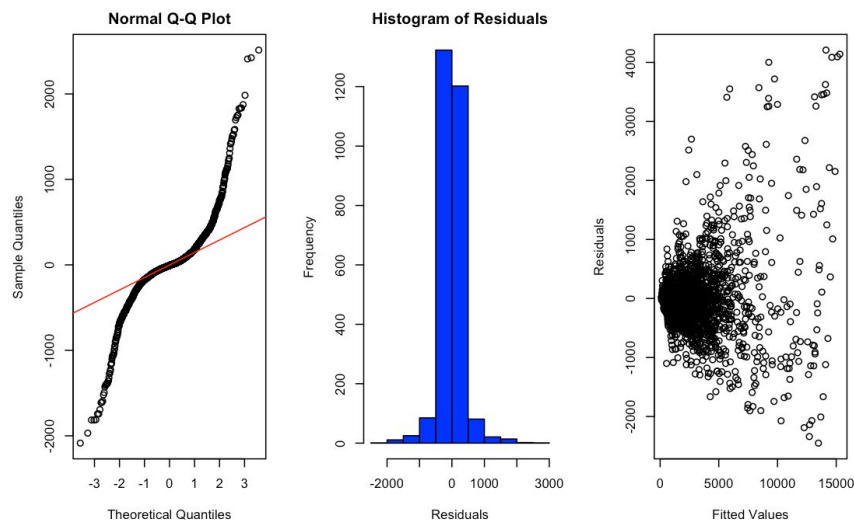 Normal Q-Q Plot
Sample Quantiles
-2000
-1000
0
1000
2000
-3 -2 -1 0 1 2 3
Theoretical Quantiles
Histogram of Residuals
Frequency
0
200
400
600
800
1000
1200
-2000 0 1000 3000
Residuals
Residuals
-2000
-1000
0
1000
2000
3000
4000
0 5000 10000 15000
Fitted Values